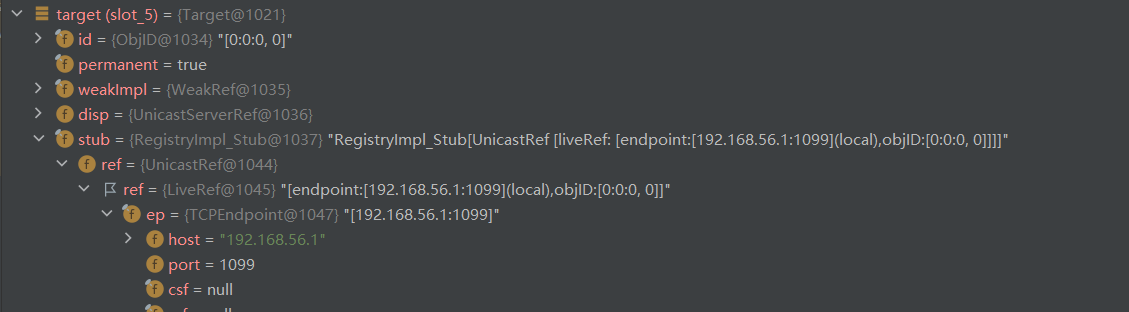 target (slot_5) = {Target@1021}
id = {ObjID@1034} "[0:0:0, 0]"
permanent = true
weakImpl = {WeakRef@1035}
disp = {UnicastServerRef@1036}
stub = {RegistryImpl_Stub@1037} "RegistryImpl_Stub[UnicastRef [liveRef: [endpoint:[192.168.56.1:1099](local),objID:[0:0:0, 0]]]]"
ref = {UnicastRef@1044}
ref = {LiveRef@1045} "[endpoint:[192.168.56.1:1099](local),objID:[0:0:0, 0]]"
ep = {TCPEndpoint@1047} "[192.168.56.1:1099]"
host = "192.168.56.1"
port = 1099
csf = null